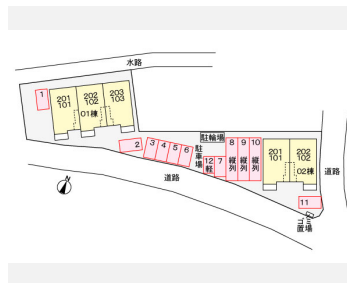 水路
1
201 202 203
101 102 103
01棟
2
3 4 5 6
駐車場
駐輪場
8 9 10
縦列 縦列 縦列
12 7
軽
201 202
101 102
02棟
道路
道路
11
ゴミ置場